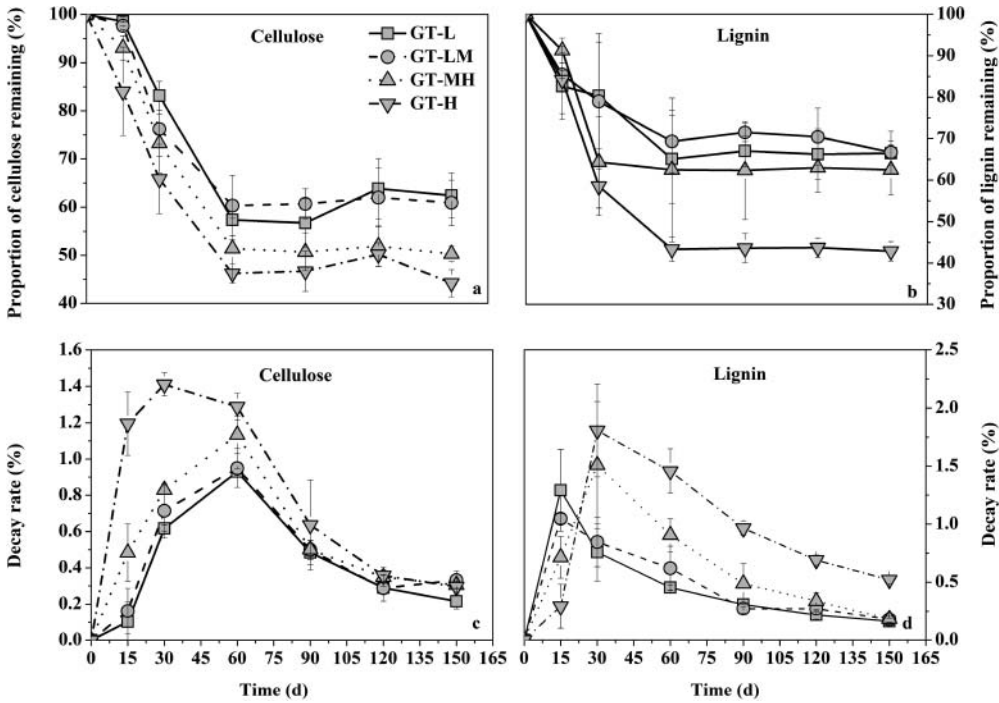 Proportion of cellulose remaining (%)
100
90
80
70
60
50
40
Cellulose
GT-L
GT-LM
GT-MH
GT-H
a
Lignin
b
100
90
80
70
60
50
40
30
Proportion of lignin remaining (%)
Decay rate (%)
1.6
1.4
1.2
1.0
0.8
0.6
0.4
0.2
0.0
Cellulose
c
0 15 30 45 60 75 90 105 120 135 150 165
Time (d)
Lignin
d
2.5
2.0
1.5
1.0
0.5
0.0
Decay rate (%)
0 15 30 45 60 75 90 105 120 135 150 165
Time (d)